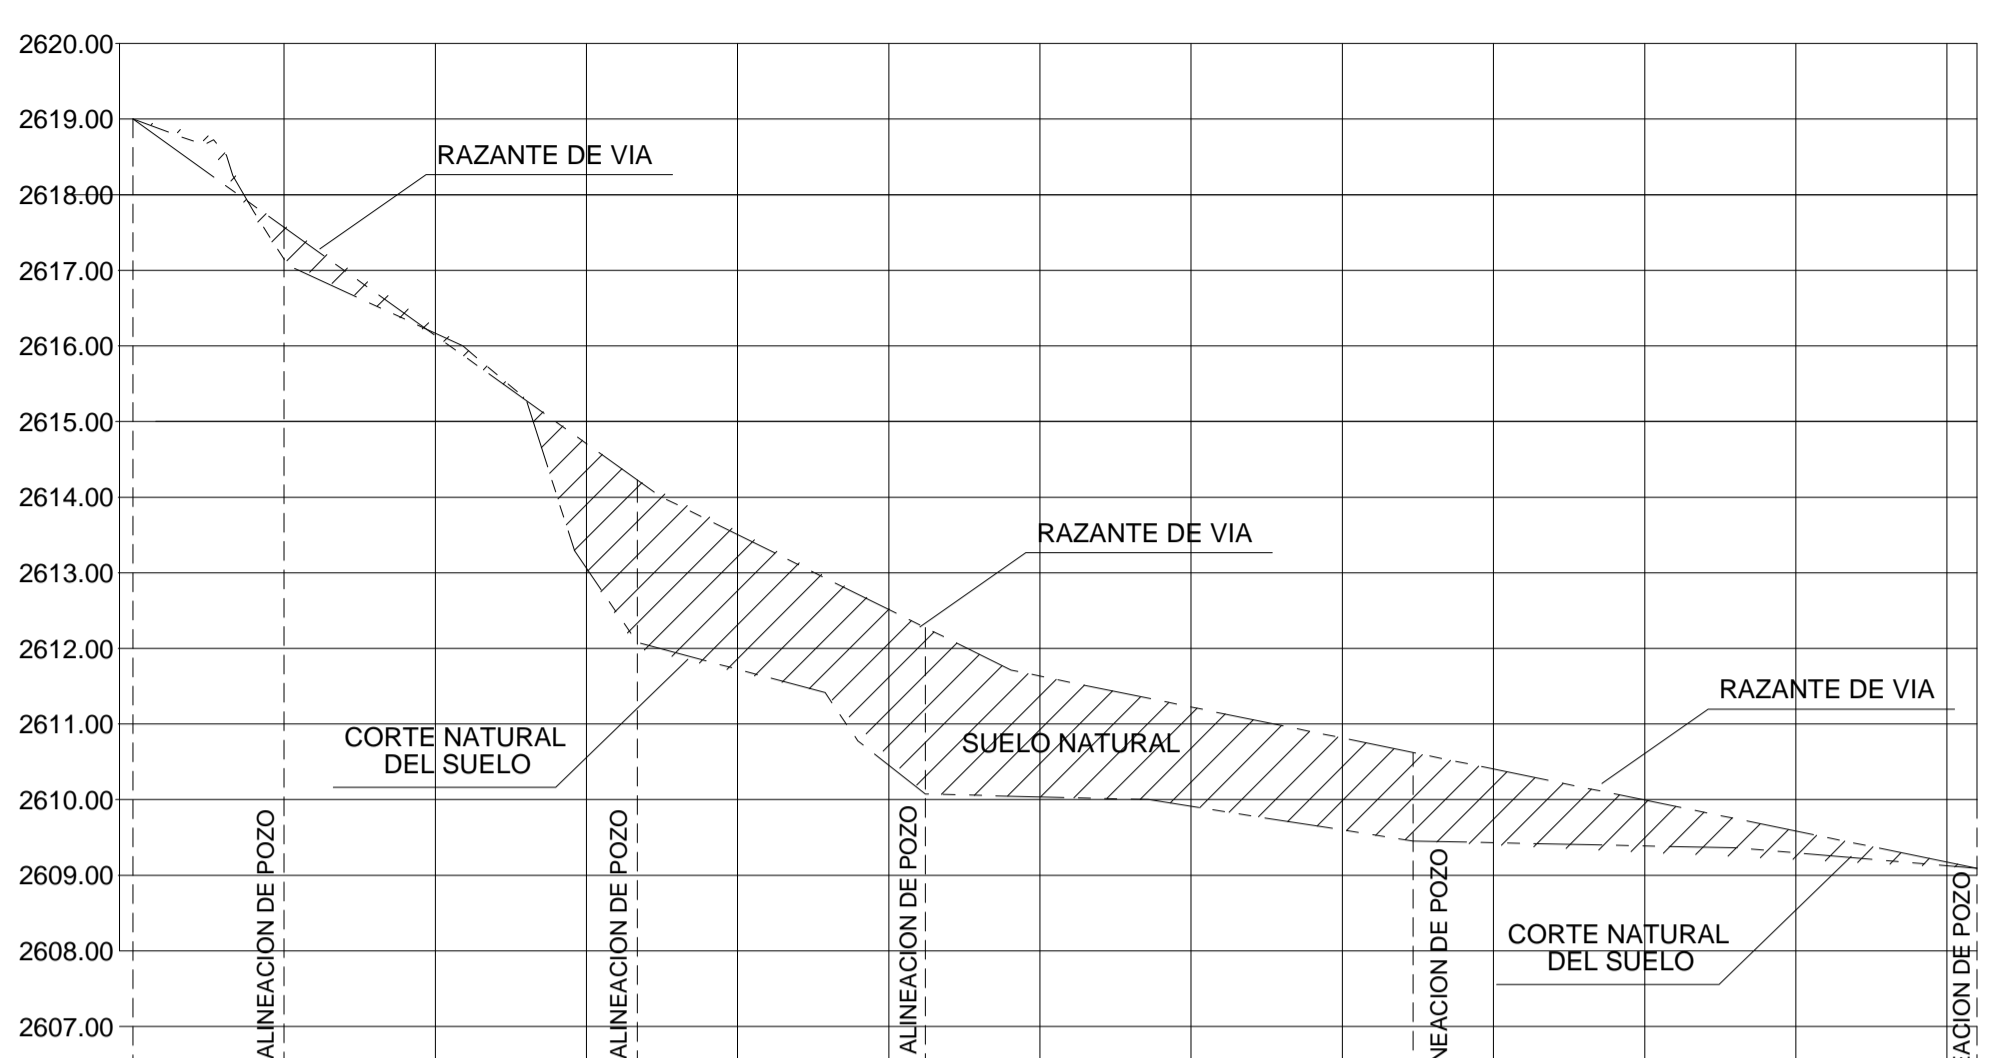 2620.00
2619.00
RAZANTE DE VIA
2618.00
2617.00
2616.00
2615.00
2614.00
RAZANTE DE VIA
2613.00
2612.00
RAZANTE DE VIA
2611.00
CORTE NATURAL
DEL SUELO
SUELO NATURAL
2610.00
2609.00
CORTE NATURAL
DEL SUELO
2608.00
2607.00
ALINEACION DE POZO
ALINEACION DE POZO
ALINEACION DE POZO
NEACION DE POZO
ACION DE POZO